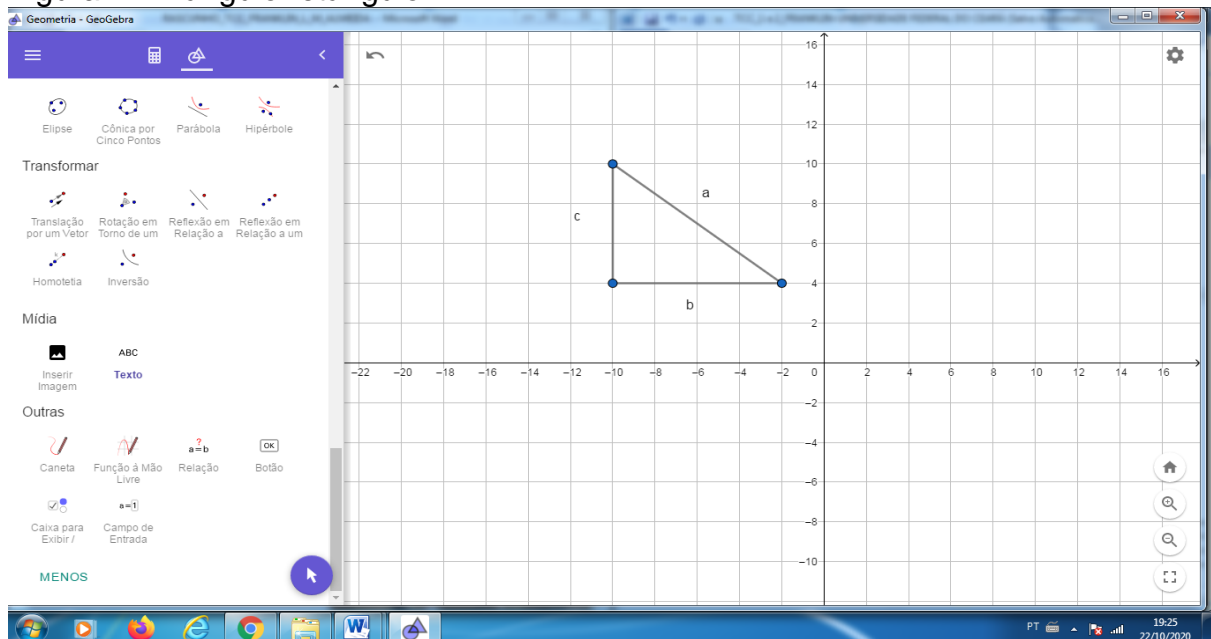 Geometria - GeoGebra
Elipse
Cônica por
Cinco Pontos
Parábola
Hipérbole
Transformar
Translação
por um Vetor
Rotação em
Torno de um
Reflexão em
Relação a
Reflexão em
Relação a um
Homotetia
Inversão
Mídia
Inserir
Imagem
ABC
Texto
Outras
Caneta
Função à Mão
Livre
?
a=b
Relação
OK
Botão
Caixa para
Exibir /
a=1
Campo de
Entrada
MENOS
16
14
12
10
8
6
4
2
−22 −20 −18 −16 −14 −12 −10 −8 −6 −4 −2 0 2 4 6 8 10 12 14 16
−2
−4
−6
−8
−10
a
c
b
PT
19:25
22/10/2020